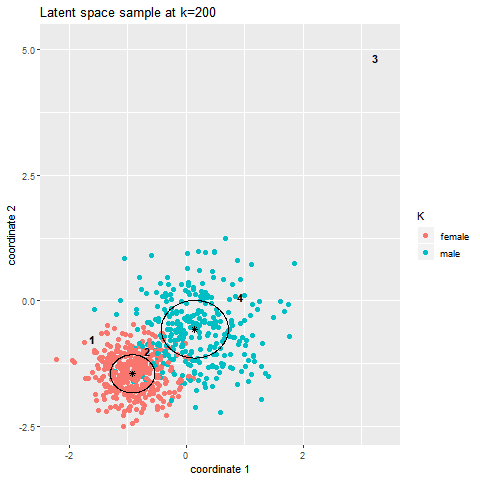 Latent space sample at k=200
5.0
2.5
0.0
-2.5
coordinate 2
3
4
1
2
-2
0
2
coordinate 1
K
female
male